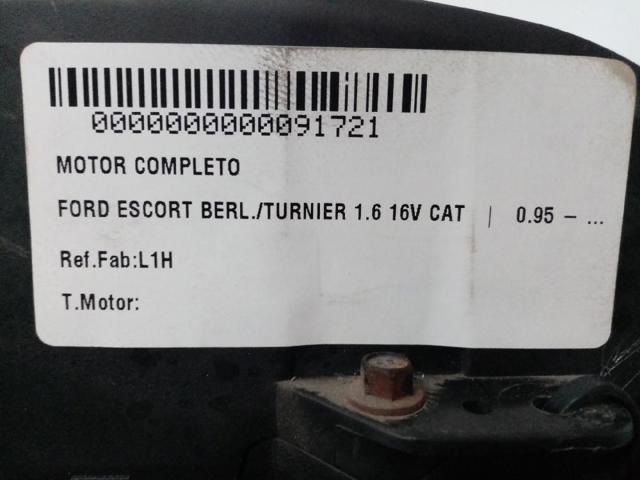 0000000000091721
MOTOR COMPLETO
FORD ESCORT BERL./TURNIER 1.6 16V CAT | 0.95 - ...
Ref.Fab:L1H
T.Motor: